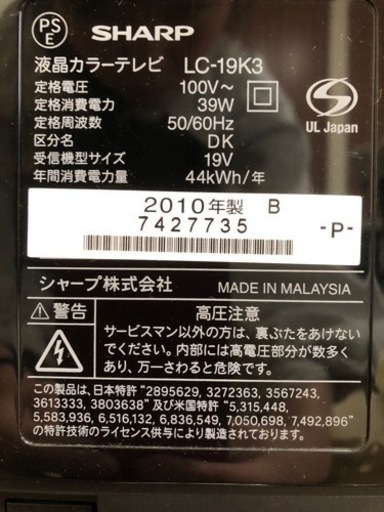 PS
E
SHARP
液晶カラーテレビ LC-19K3
定格電圧 100V～
定格消費電力 39W
定格周波数 50/60Hz
区分名 DK
受信機型サイズ 19V
年間消費電力量 44kWh/年
UL Japan
2010年製 B
7427735 -P-
シャープ株式会社 MADE IN MALAYSIA
警告 高圧注意
サービスマン以外の方は、裏ぶたをあけない
でください。内部には高電圧部分が数多く
あり、万一さわると危険です。
この製品は、日本特許 "2895629, 3272363, 3567243,
3613333, 3803638" 及び米国特許 "5,315,448,
5,583,936, 6,516,132, 6,836,549, 7,050,698, 7,492,896"
の特許技術のライセンス供与により製造されております。